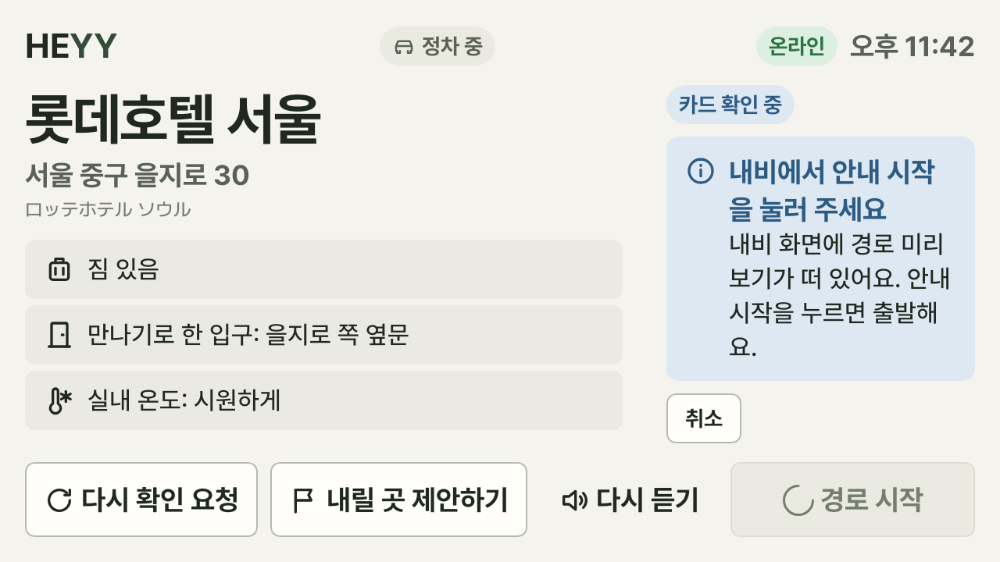 HEYY
정차 중
온라인
오후 11:42
롯데호텔 서울
서울 중구 을지로 30
ロッテホテル ソウル
짐 있음
만나기로 한 입구: 을지로 쪽 옆문
실내 온도: 시원하게
카드 확인 중
내비에서 안내 시작
을 눌러 주세요
내비 화면에 경로 미리
보기가 떠 있어요. 안내
시작을 누르면 출발해
요.
취소
다시 확인 요청
내릴 곳 제안하기
다시 듣기
경로 시작